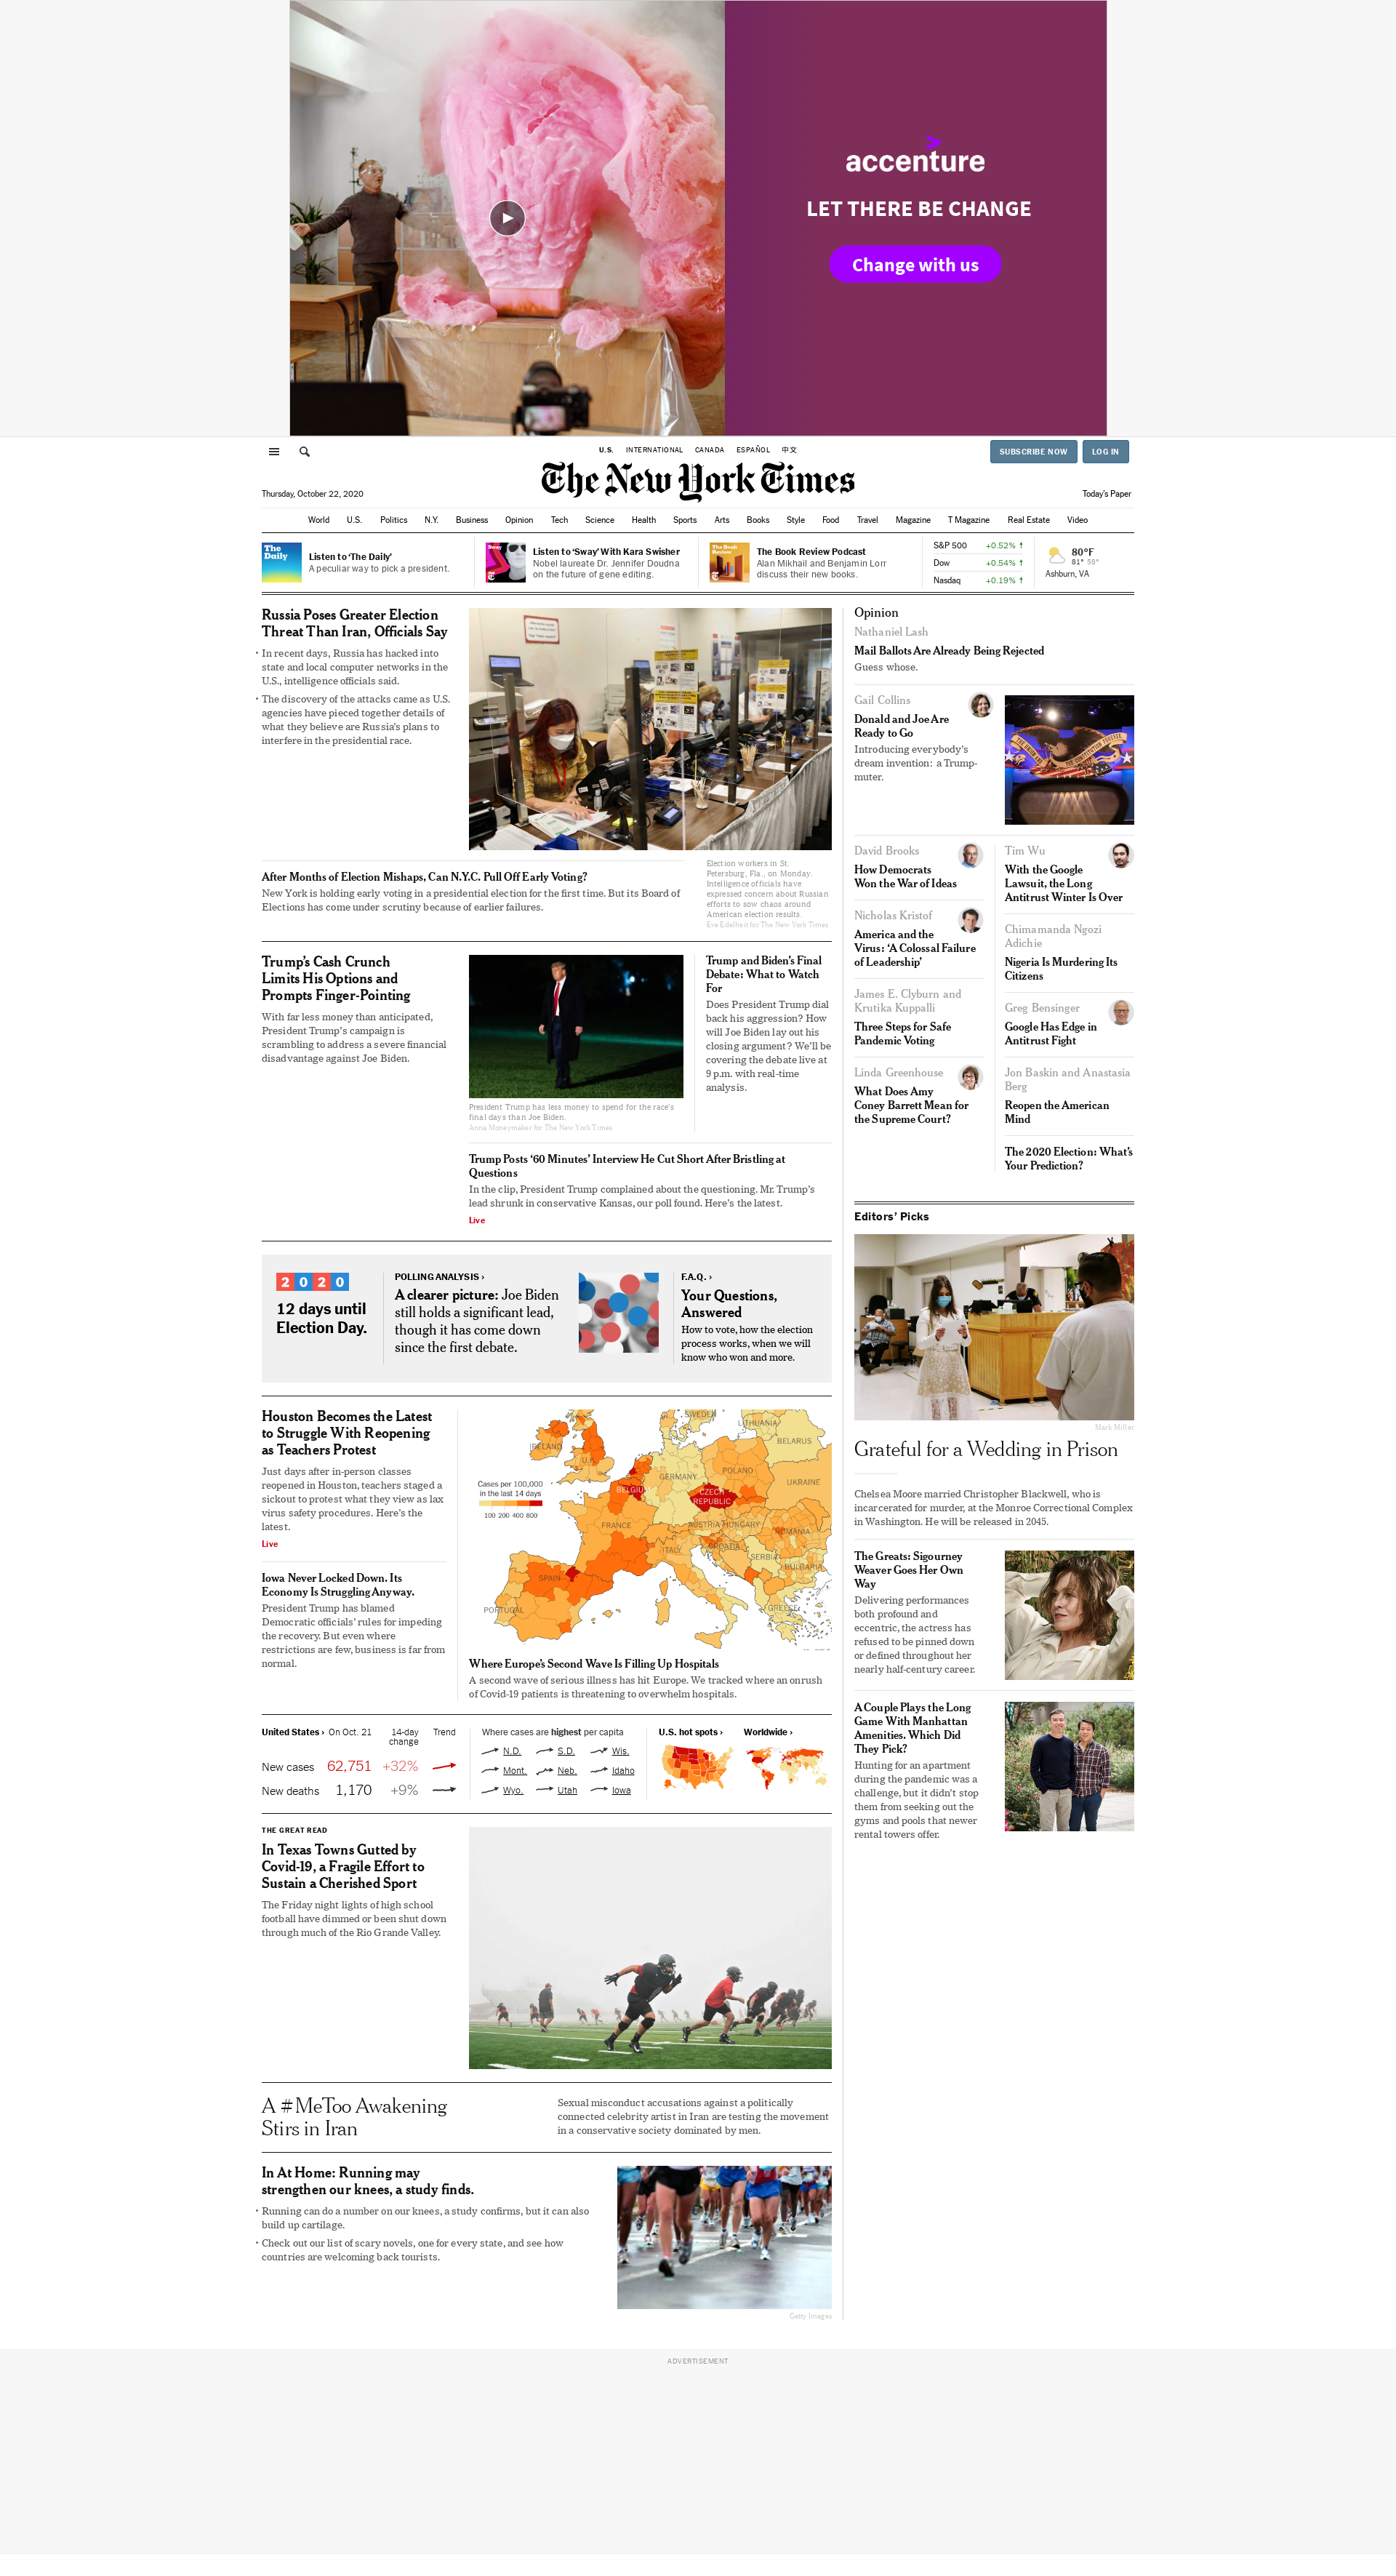 accenture
LET THERE BE CHANGE
Change with us
U.S. INTERNATIONAL CANADA ESPAÑOL 中文
SUBSCRIBE NOW
LOG IN
The New York Times
Thursday, October 22, 2020
Today's Paper
World U.S. Politics N.Y. Business Opinion Tech Science Health Sports Arts Books Style Food Travel Magazine T Magazine Real Estate Video
The Daily
Listen to ‘The Daily’
A peculiar way to pick a president.
Sway
Listen to ‘Sway’ With Kara Swisher
Nobel laureate Dr. Jennifer Doudna
on the future of gene editing.
The Book Review
The Book Review Podcast
Alan Mikhail and Benjamin Lorr
discuss their new books.
S&P 500 +0.52% ↑
Dow +0.54% ↑
Nasdaq +0.19% ↑
80°F
81° 58°
Ashburn, VA
Russia Poses Greater Election
Threat Than Iran, Officials Say
• In recent days, Russia has hacked into
state and local computer networks in the
U.S., intelligence officials said.
• The discovery of the attacks came as U.S.
agencies have pieced together details of
what they believe are Russia’s plans to
interfere in the presidential race.
After Months of Election Mishaps, Can N.Y.C. Pull Off Early Voting?
New York is holding early voting in a presidential election for the first time. But its Board of
Elections has come under scrutiny because of earlier failures.
Election workers in St.
Petersburg, Fla., on Monday.
Intelligence officials have
expressed concern about Russian
efforts to sow chaos around
American election results.
Eve Edelheit for The New York Times
Trump’s Cash Crunch
Limits His Options and
Prompts Finger-Pointing
With far less money than anticipated,
President Trump’s campaign is
scrambling to address a severe financial
disadvantage against Joe Biden.
President Trump has less money to spend for the race’s
final days than Joe Biden.
Anna Moneymaker for The New York Times
Trump and Biden’s Final
Debate: What to Watch
For
Does President Trump dial
back his aggression? How
will Joe Biden lay out his
closing argument? We’ll be
covering the debate live at
9 p.m. with real-time
analysis.
Trump Posts ‘60 Minutes’ Interview He Cut Short After Bristling at
Questions
In the clip, President Trump complained about the questioning. Mr. Trump’s
lead shrunk in conservative Kansas, our poll found. Here’s the latest.
Live
2020
12 days until
Election Day.
POLLING ANALYSIS ›
A clearer picture: Joe Biden
still holds a significant lead,
though it has come down
since the first debate.
F.A.Q. ›
Your Questions,
Answered
How to vote, how the election
process works, when we will
know who won and more.
Houston Becomes the Latest
to Struggle With Reopening
as Teachers Protest
Just days after in-person classes
reopened in Houston, teachers staged a
sickout to protest what they view as lax
virus safety procedures. Here’s the
latest.
Live
Iowa Never Locked Down. Its
Economy Is Struggling Anyway.
President Trump has blamed
Democratic officials’ rules for impeding
the recovery. But even where
restrictions are few, business is far from
normal.
SWEDEN
LITHUANIA
IRELAND
BELARUS
U.K.
POLAND
GERMANY
UKRAINE
Cases per 100,000
in the last 14 days
100 200 400 800
BELGIUM
CZECH
REPUBLIC
FRANCE
AUSTRIA HUNGARY
ROMANIA
CROATIA
ITALY
SERBIA
BULGARIA
SPAIN
PORTUGAL
GREECE
Where Europe’s Second Wave Is Filling Up Hospitals
A second wave of serious illness has hit Europe. We tracked where an onrush
of Covid-19 patients is threatening to overwhelm hospitals.
United States › On Oct. 21 14-day
change Trend
New cases 62,751 +32%
New deaths 1,170 +9%
Where cases are highest per capita
N.D. S.D. Wis.
Mont. Neb. Idaho
Wyo. Utah Iowa
U.S. hot spots ›
Worldwide ›
THE GREAT READ
In Texas Towns Gutted by
Covid-19, a Fragile Effort to
Sustain a Cherished Sport
The Friday night lights of high school
football have dimmed or been shut down
through much of the Rio Grande Valley.
A #MeToo Awakening
Stirs in Iran
Sexual misconduct accusations against a politically
connected celebrity artist in Iran are testing the movement
in a conservative society dominated by men.
In At Home: Running may
strengthen our knees, a study finds.
• Running can do a number on our knees, a study confirms, but it can also
build up cartilage.
• Check out our list of scary novels, one for every state, and see how
countries are welcoming back tourists.
Getty Images
Opinion
Nathaniel Lash
Mail Ballots Are Already Being Rejected
Guess whose.
Gail Collins
Donald and Joe Are
Ready to Go
Introducing everybody’s
dream invention: a Trump-
muter.
David Brooks
How Democrats
Won the War of Ideas
Nicholas Kristof
America and the
Virus: ‘A Colossal Failure
of Leadership’
James E. Clyburn and
Krutika Kuppalli
Three Steps for Safe
Pandemic Voting
Linda Greenhouse
What Does Amy
Coney Barrett Mean for
the Supreme Court?
Tim Wu
With the Google
Lawsuit, the Long
Antitrust Winter Is Over
Chimamanda Ngozi
Adichie
Nigeria Is Murdering Its
Citizens
Greg Bensinger
Google Has Edge in
Antitrust Fight
Jon Baskin and Anastasia
Berg
Reopen the American
Mind
The 2020 Election: What’s
Your Prediction?
Editors’ Picks
Mark Miller
Grateful for a Wedding in Prison
Chelsea Moore married Christopher Blackwell, who is
incarcerated for murder, at the Monroe Correctional Complex
in Washington. He will be released in 2045.
The Greats: Sigourney
Weaver Goes Her Own
Way
Delivering performances
both profound and
eccentric, the actress has
refused to be pinned down
or defined throughout her
nearly half-century career.
A Couple Plays the Long
Game With Manhattan
Amenities. Which Did
They Pick?
Hunting for an apartment
during the pandemic was a
challenge, but it didn’t stop
them from seeking out the
gyms and pools that newer
rental towers offer.
ADVERTISEMENT